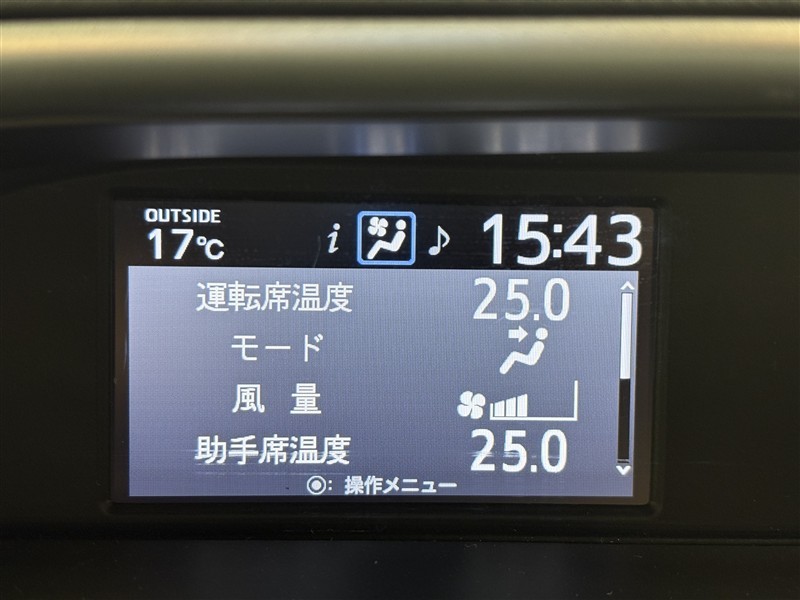 OUTSIDE
17℃ i ♪ 15:43
運転席温度 25.0
モード
風 量
助手席温度 25.0
◉: 操作メニュー